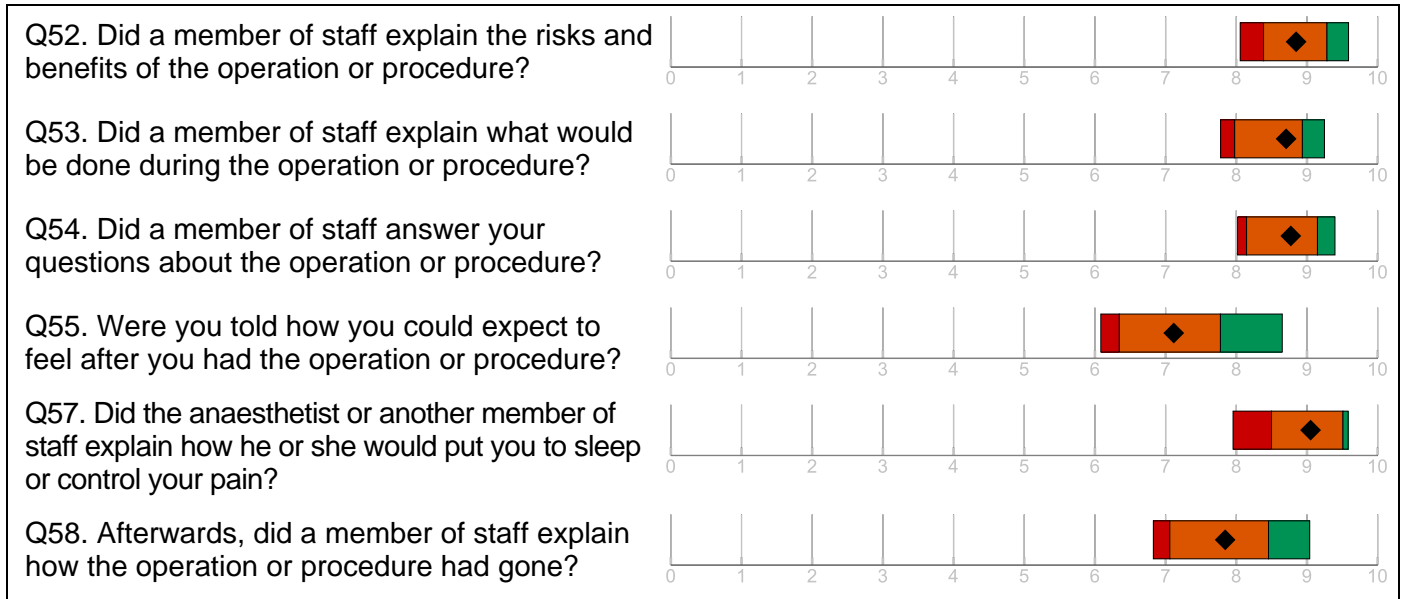 Q52. Did a member of staff explain the risks and
benefits of the operation or procedure?
0 1 2 3 4 5 6 7 8 9 10
Q53. Did a member of staff explain what would
be done during the operation or procedure?
0 1 2 3 4 5 6 7 8 9 10
Q54. Did a member of staff answer your
questions about the operation or procedure?
0 1 2 3 4 5 6 7 8 9 10
Q55. Were you told how you could expect to
feel after you had the operation or procedure?
0 1 2 3 4 5 6 7 8 9 10
Q57. Did the anaesthetist or another member of
staff explain how he or she would put you to sleep
or control your pain?
0 1 2 3 4 5 6 7 8 9 10
Q58. Afterwards, did a member of staff explain
how the operation or procedure had gone?
0 1 2 3 4 5 6 7 8 9 10